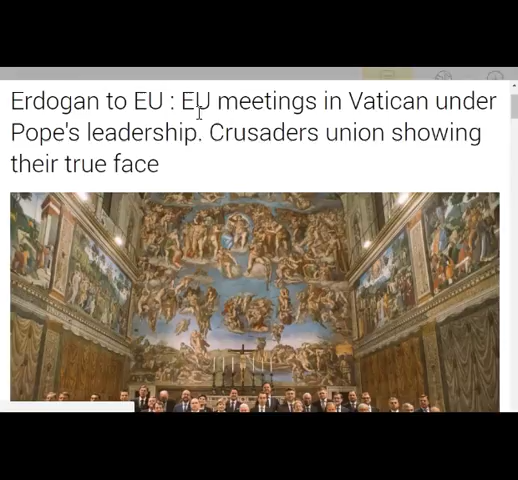 Erdogan to EU : EU meetings in Vatican under
Pope's leadership. Crusaders union showing
their true face